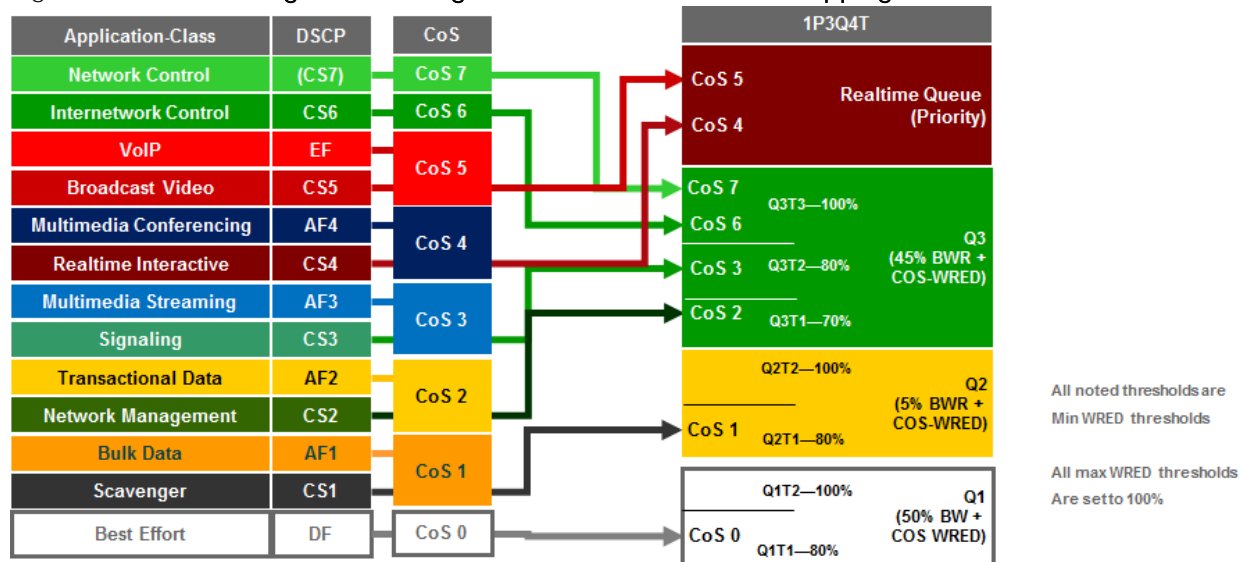 Application-Class DSCP CoS 1P3Q4T
Network Control (CS7) CoS 7
Internetwork Control CS6 CoS 6
VoIP EF CoS 5
Broadcast Video CS5
Multimedia Conferencing AF4 CoS 4
Realtime Interactive CS4
Multimedia Streaming AF3 CoS 3
Signaling CS3
Transactional Data AF2 CoS 2
Network Management CS2
Bulk Data AF1 CoS 1
Scavenger CS1
Best Effort DF CoS 0
CoS 5
CoS 4
Realtime Queue
(Priority)
CoS 7
Q3T3—100%
CoS 6
CoS 3 Q3T2—80%
CoS 2
Q3T1—70%
Q3
(45% BWR +
COS-WRED)
Q2T2—100%
CoS 1 Q2T1—80%
Q2
(5% BWR +
COS-WRED)
Q1T2—100%
CoS 0
Q1T1—80%
Q1
(50% BW +
COS WRED)
All noted thresholds are
Min WRED thresholds
All max WRED thresholds
Are set to 100%